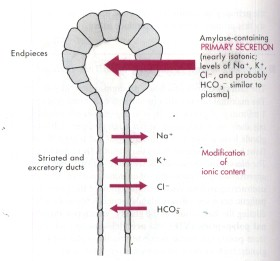 Endpieces
Amylase-containing
PRIMARY SECRETION
(nearly isotonic;
levels of Na⁺, K⁺,
Cl⁻, and probably
HCO₃⁻ similar to
plasma)
Striated and
excretory ducts
Na⁺
K⁺
Cl⁻
HCO₃⁻
Modification
of
ionic content